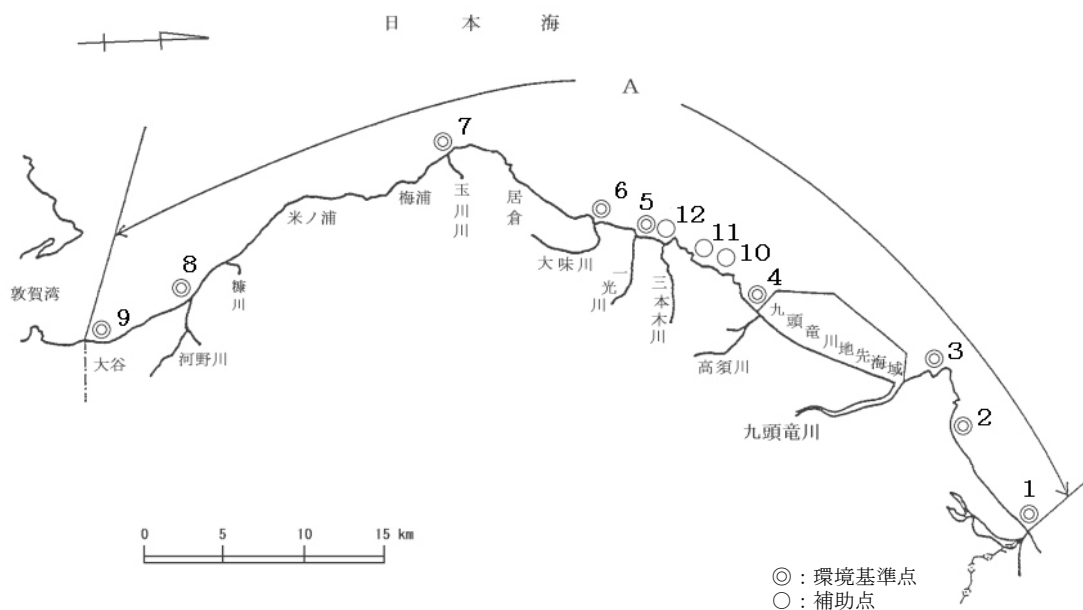 日本海
A
7
6
5
12
11
10
4
3
2
1
8
9
玉川川
梅浦
居倉
米ノ浦
大味川
一光川
三本木川
九頭竜川地先海域
高須川
九頭竜川
糠川
敦賀湾
大谷
河野川
0 5 10 15 km
◎：環境基準点
○：補助点